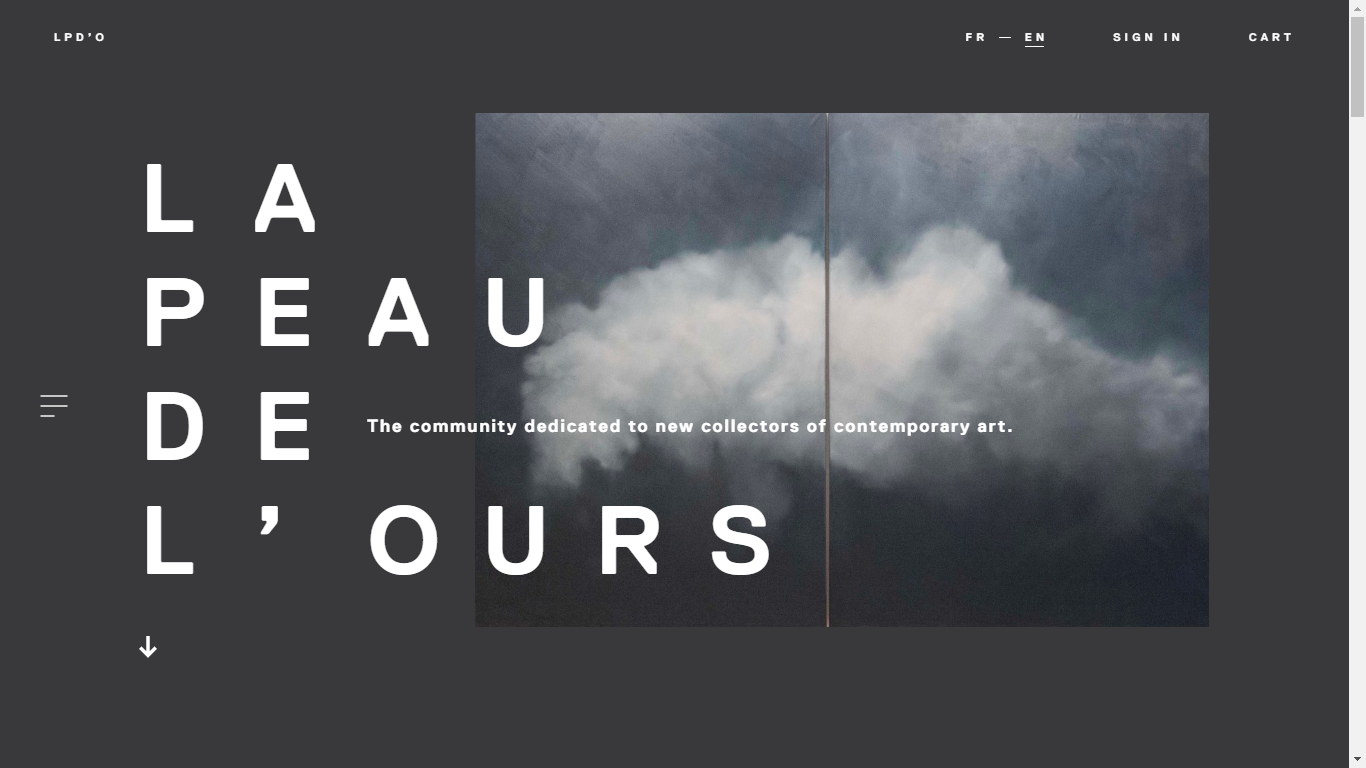 LPD’O
FR — EN
SIGN IN
CART
LA
PEAU
DE
The community dedicated to new collectors of contemporary art.
L’OURS